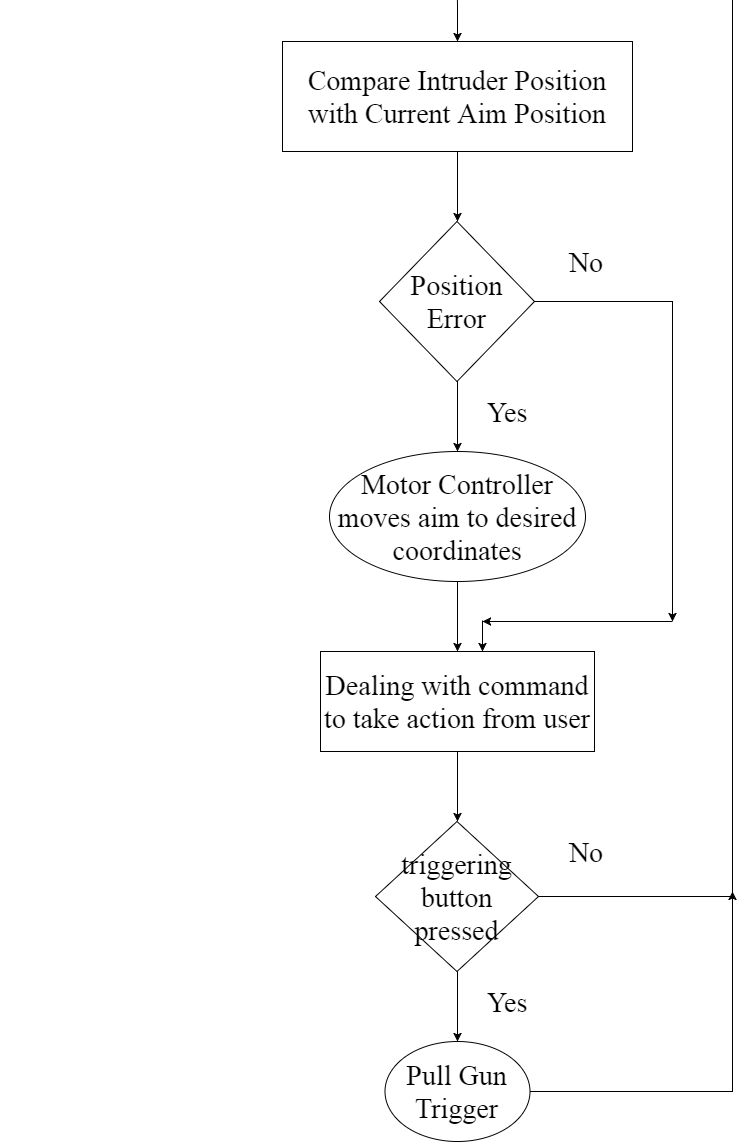 Compare Intruder Position
with Current Aim Position
No
Position
Error
Yes
Motor Controller
moves aim to desired
coordinates
Dealing with command
to take action from user
No
triggering
button
pressed
Yes
Pull Gun
Trigger